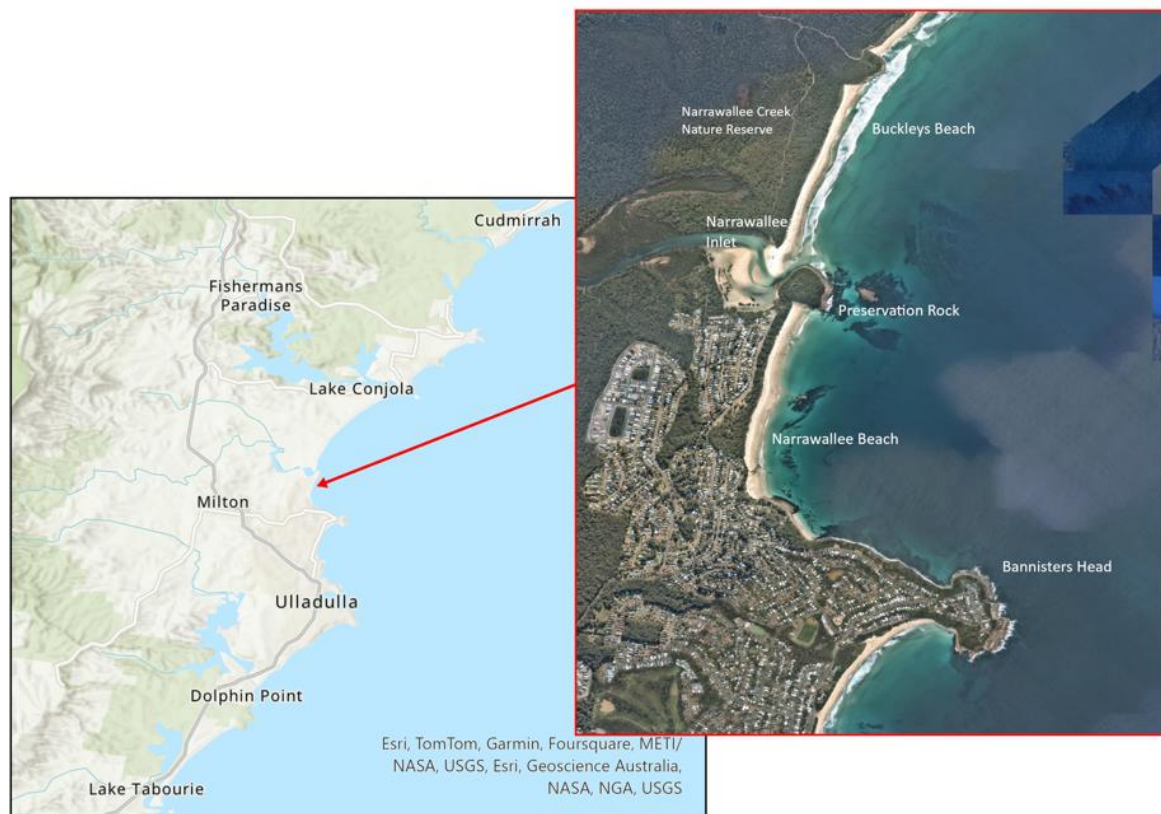 Narrawallee Creek
Nature Reserve
Buckleys Beach
Narrawallee
Inlet
Preservation Rock
Narrawallee Beach
Bannisters Head
Cudmirrah
Fishermans
Paradise
Lake Conjola
Milton
Ulladulla
Dolphin Point
Lake Tabourie
Esri, TomTom, Garmin, Foursquare, METI/
NASA, USGS, Esri, Geoscience Australia,
NASA, NGA, USGS